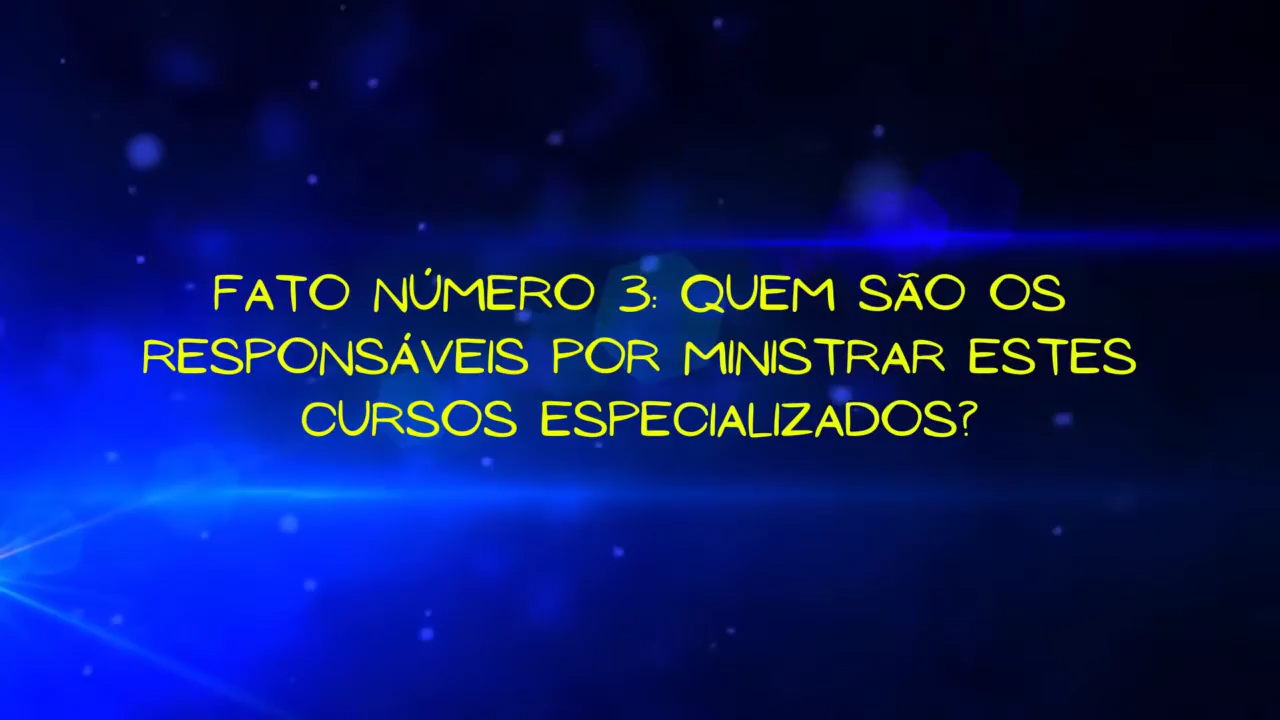 FATO NÚMERO 3: QUEM SÃO OS
RESPONSÁVEIS POR MINISTRAR ESTES
CURSOS ESPECIALIZADOS?